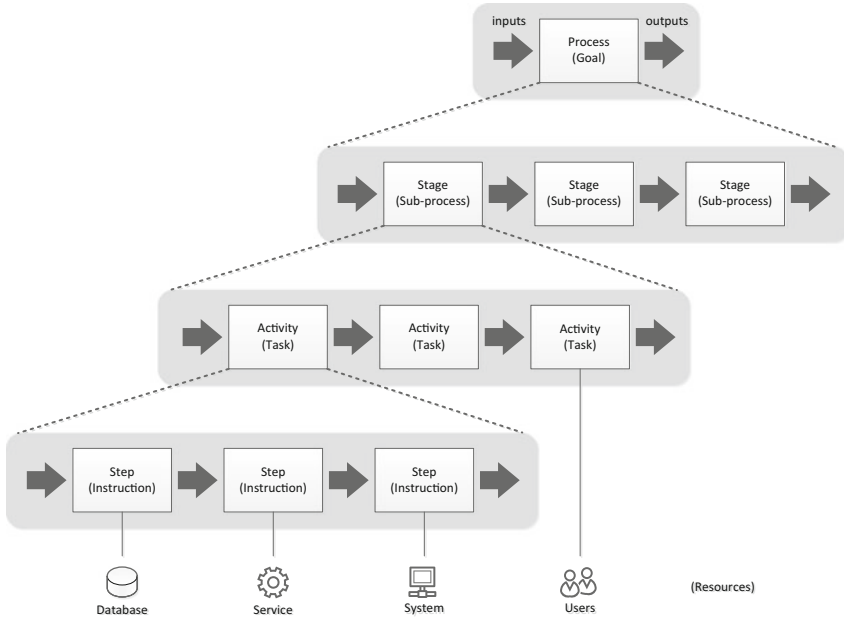 inputs
outputs
Process
(Goal)
Stage
(Sub-process)
Stage
(Sub-process)
Stage
(Sub-process)
Activity
(Task)
Activity
(Task)
Activity
(Task)
Step
(Instruction)
Step
(Instruction)
Step
(Instruction)
Database
Service
System
Users
(Resources)